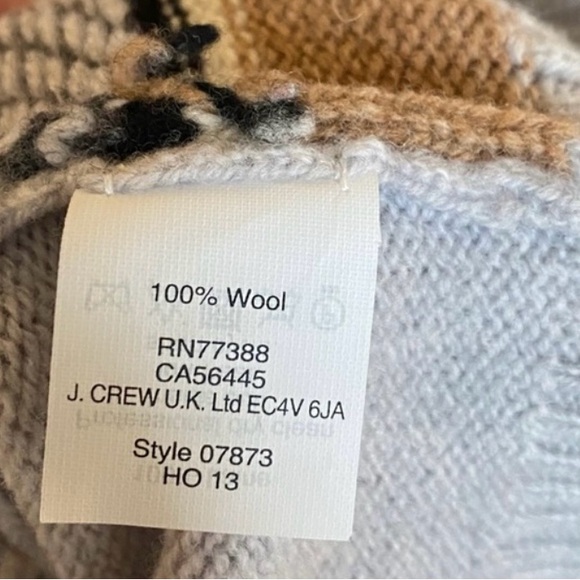 100% Wool
RN77388
CA56445
J. CREW U.K. Ltd EC4V 6JA
Style 07873
HO 13